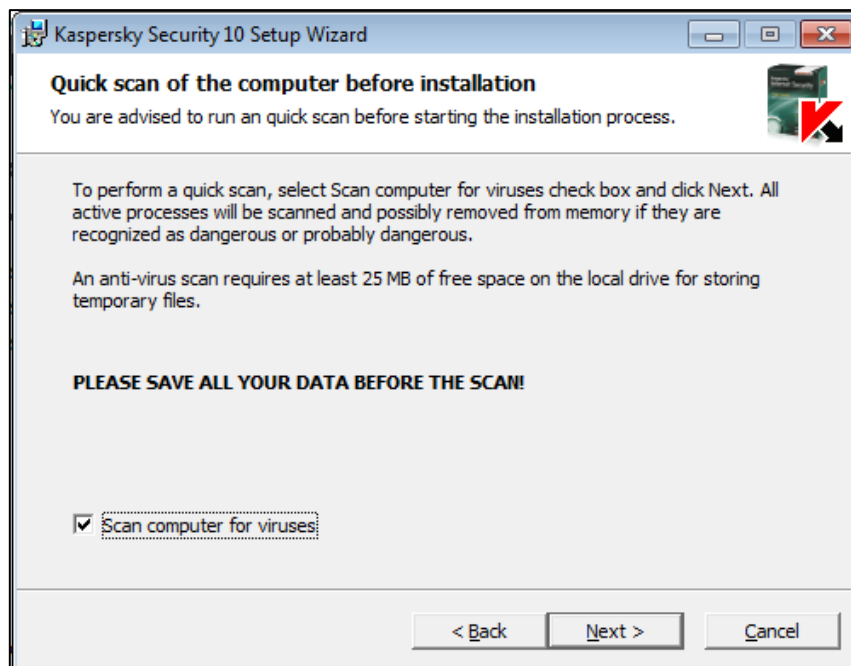 Kaspersky Security 10 Setup Wizard
Quick scan of the computer before installation
You are advised to run an quick scan before starting the installation process.
To perform a quick scan, select Scan computer for viruses check box and click Next. All
active processes will be scanned and possibly removed from memory if they are
recognized as dangerous or probably dangerous.
An anti-virus scan requires at least 25 MB of free space on the local drive for storing
temporary files.
PLEASE SAVE ALL YOUR DATA BEFORE THE SCAN!
Scan computer for viruses
< Back
Next >
Cancel